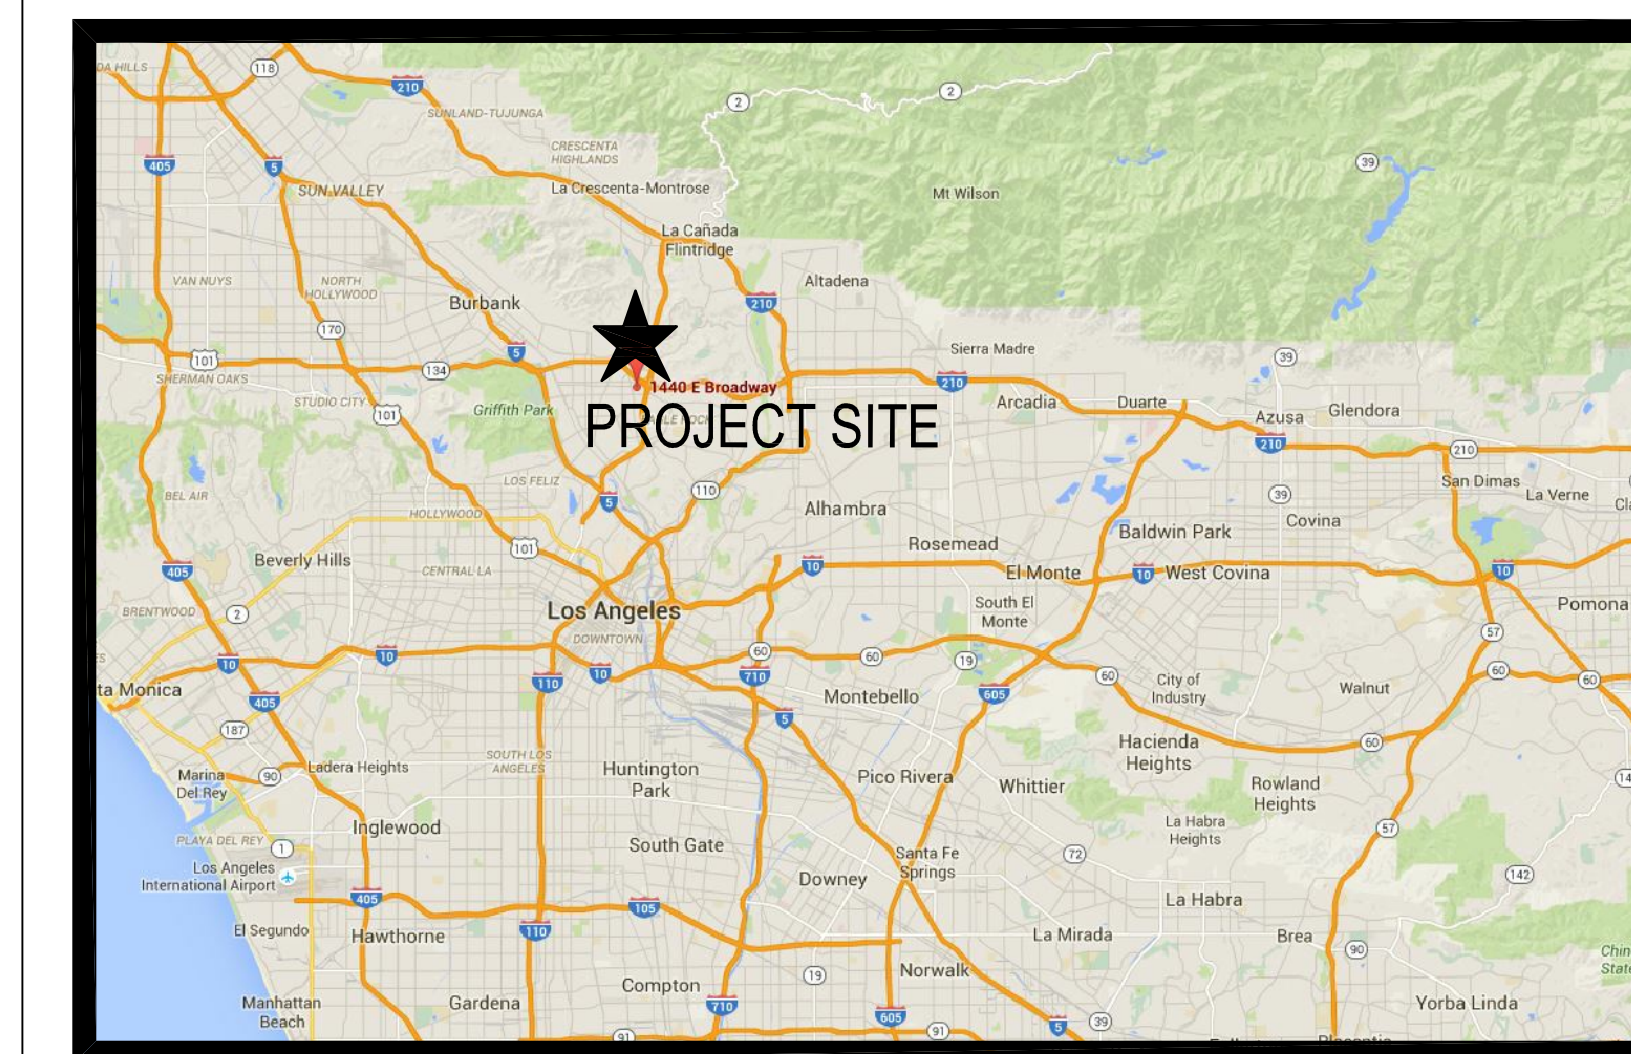 DA HILLS
118
210
SUNLAND-TUJUNGA
2
2
CRESCENTA
HIGHLANDS
405
5
39
SUN VALLEY
La Crescenta-Montrose
Mt Wilson
La Cañada
Flintridge
VAN NUYS
NORTH
HOLLYWOOD
Altadena
Burbank
210
170
101
5
Sierra Madre
39
134
SHERMAN OAKS
1440 E Broadway
210
STUDIO CITY
101
Griffith Park
PROJECT SITE
Arcadia
Duarte
Azusa
Glendora
210
210
LOS FELIZ
5
110
San Dimas
La Verne
BEL AIR
39
HOLLYWOOD
Alhambra
Covina
Baldwin Park
101
Rosemead
Beverly Hills
405
CENTRAL LA
10
El Monte
10
West Covina
10
BRENTWOOD
2
Los Angeles
South El
Monte
Pomona
DOWNTOWN
57
10
10
10
60
60
19
60
60
60
ta Monica
405
110
710
Montebello
605
City of
Industry
Walnut
187
5
60
Hacienda
Heights
SOUTH LOS
ANGELES
Ladera Heights
Huntington
Park
Pico Rivera
Whittier
Rowland
Heights
14
Marina
Del Rey
90
Inglewood
La Habra
Heights
57
PLAYA DEL REY
1
South Gate
Santa Fe
Springs
72
Los Angeles
International Airport
Downey
142
405
105
La Habra
El Segundo
Hawthorne
110
La Mirada
Brea
90
Chin
State
19
Norwalk
Compton
Manhattan
Beach
Gardena
710
605
Yorba Linda
91
91
5
39